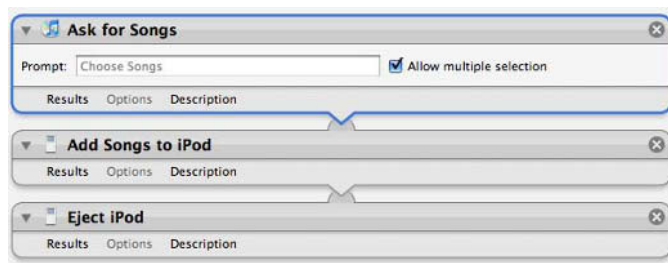 Ask for Songs
Prompt: Choose Songs Allow multiple selection
Results Options Description
Add Songs to iPod
Results Options Description
Eject iPod
Results Options Description